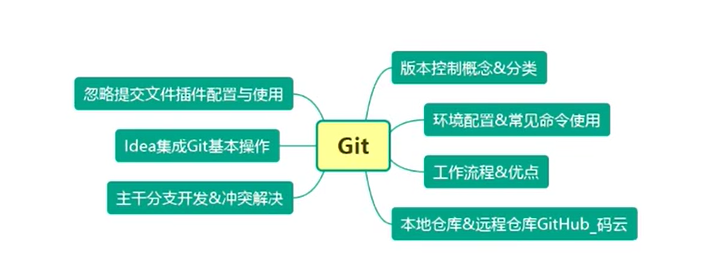 忽略提交文件插件配置与使用
Idea集成Git基本操作
主干分支开发&冲突解决
Git
版本控制概念&分类
环境配置&常见命令使用
工作流程&优点
本地仓库&远程仓库GitHub_码云